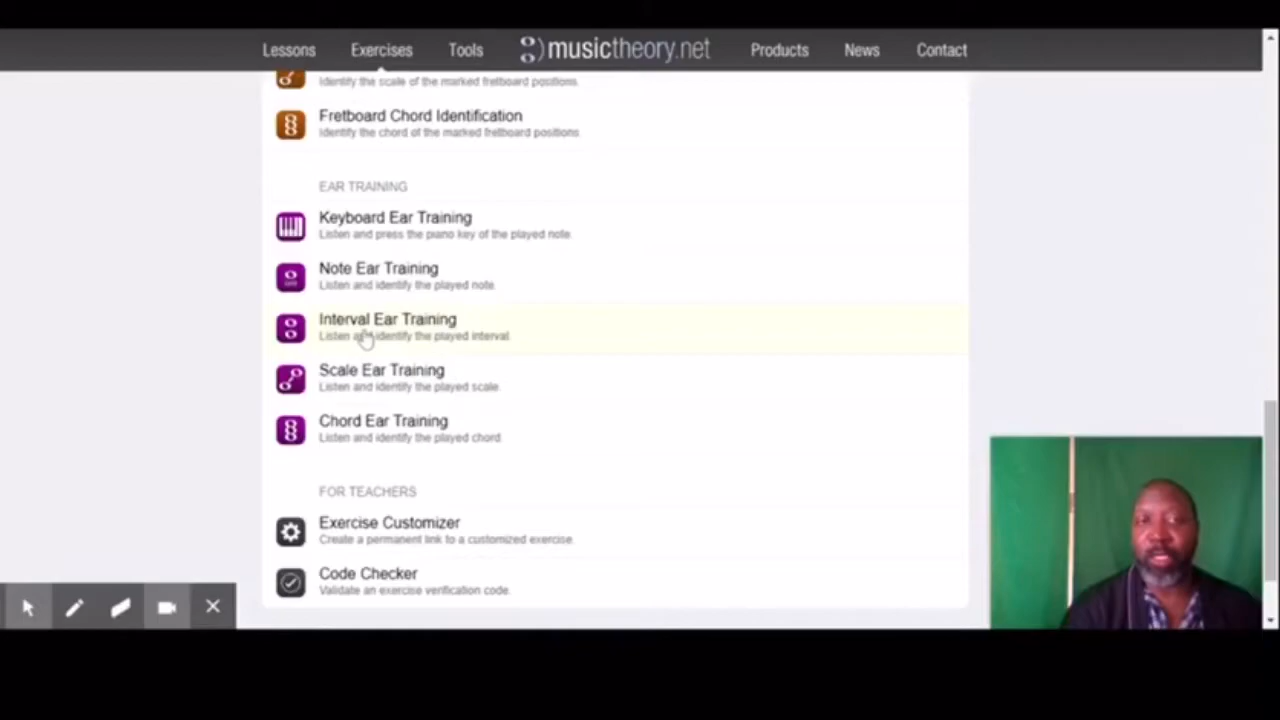 Lessons Exercises Tools musictheory.net Products News Contact
Identify the scale of the marked fretboard positions.
Fretboard Chord Identification
Identify the chord of the marked fretboard positions
EAR TRAINING
Keyboard Ear Training
Listen and press the piano key of the played note.
Note Ear Training
Listen and identify the played note.
Interval Ear Training
Listen and identify the played interval.
Scale Ear Training
Listen and identify the played scale.
Chord Ear Training
Listen and identify the played chord.
FOR TEACHERS
Exercise Customizer
Create a permanent link to a customized exercise.
Code Checker
Validate an exercise verification code.